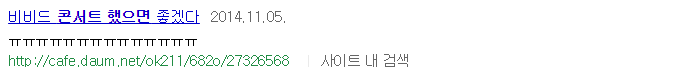 비비드 콘서트 했으면 좋겠다 2014.11.05.
ㅠㅠㅠㅠㅠㅠㅠㅠㅠㅠㅠㅠㅠㅠ
http://cafe.daum.net/ok211/682o/27326568 | 사이트 내 검색